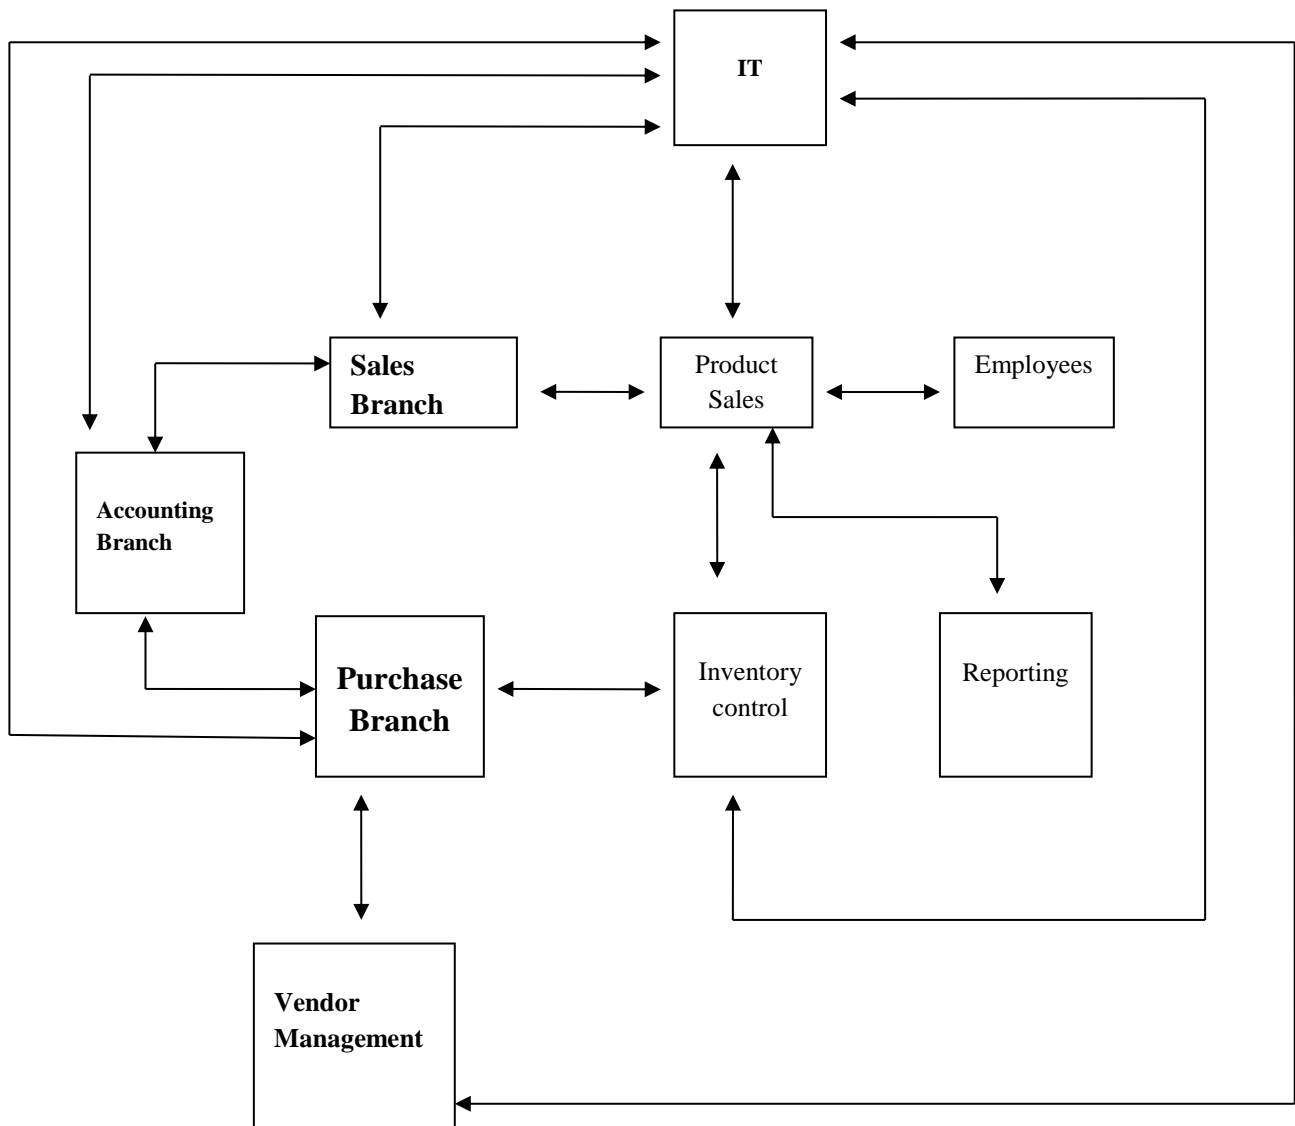 IT
Sales
Branch
Product
Sales
Employees
Accounting
Branch
Purchase
Branch
Inventory
control
Reporting
Vendor
Management